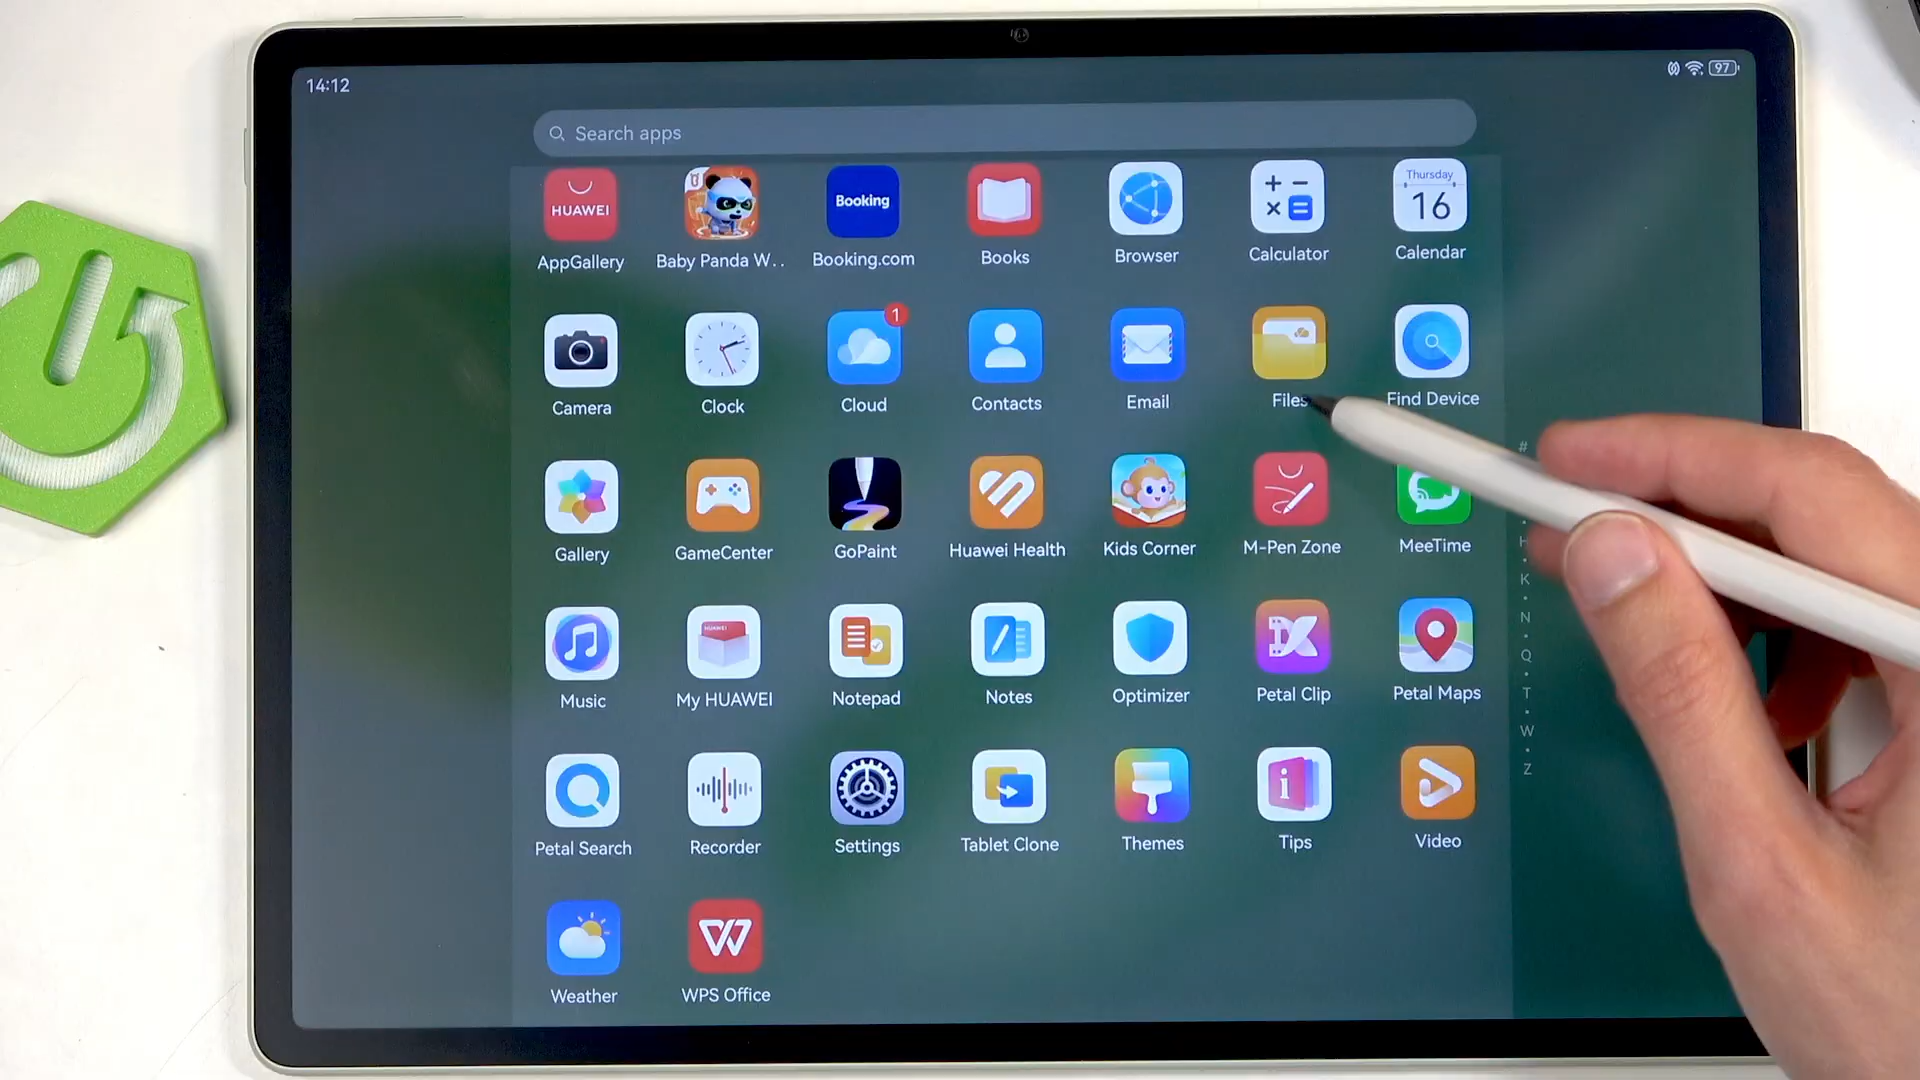 14:12
97
Search apps
HUAWEI
Booking
Thursday
16
AppGallery
Baby Panda W..
Booking.com
Books
Browser
Calculator
Calendar
1
Camera
Clock
Cloud
Contacts
Email
Files
Find Device
Gallery
GameCenter
GoPaint
Huawei Health
Kids Corner
M-Pen Zone
MeeTime
HUAWEI
Music
My HUAWEI
Notepad
Notes
Optimizer
Petal Clip
Petal Maps
Petal Search
Recorder
Settings
Tablet Clone
Themes
Tips
Video
Weather
WPS Office
#
H
K
N
Q
T
W
Z